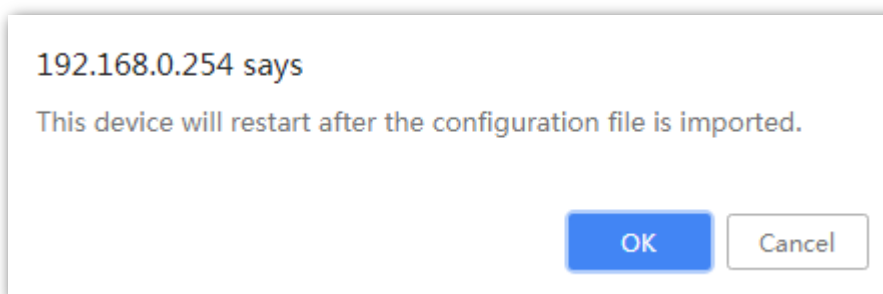 192.168.0.254 says
This device will restart after the configuration file is imported.
OK
Cancel